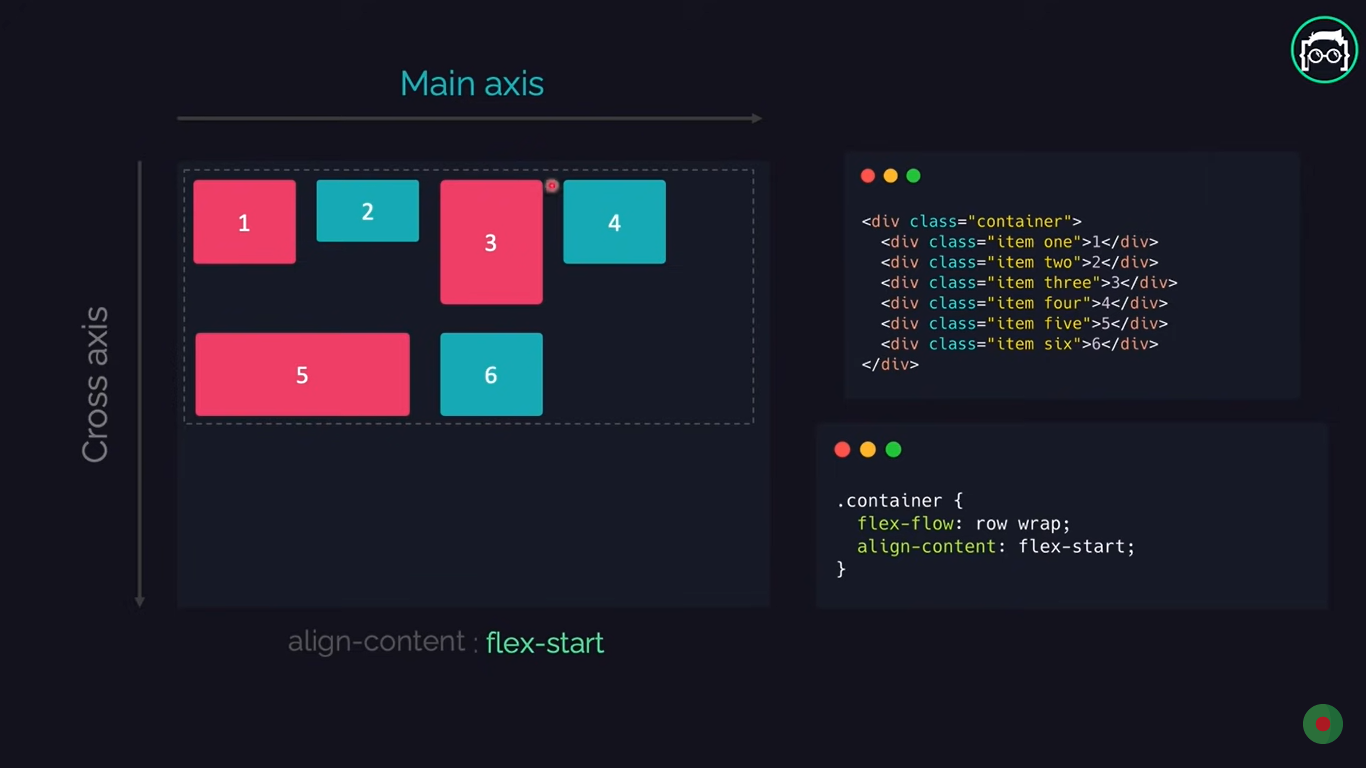 Main axis
Cross axis
1
2
3
4
5
6
align-content : flex-start
<div class="container">
<div class="item one">1</div>
<div class="item two">2</div>
<div class="item three">3</div>
<div class="item four">4</div>
<div class="item five">5</div>
<div class="item six">6</div>
</div>
.container {
flex-flow: row wrap;
align-content: flex-start;
}